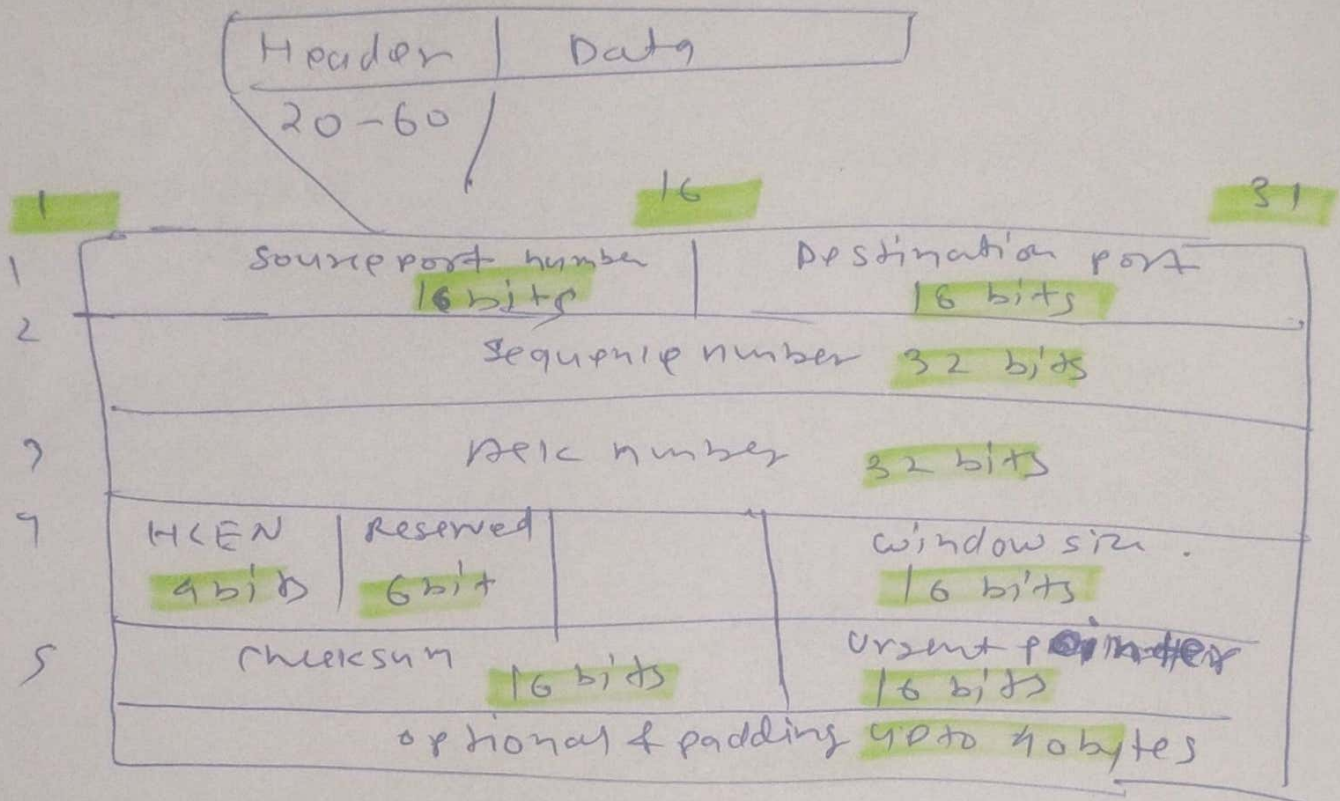 Header | Data
20-60
1 16 31
1 source port number Destination port
16 bits 16 bits
2 sequence number 32 bits
3 Ack number 32 bits
4 HLEN Reserved window size.
4 bits 6 bit 16 bits
5 checksum 16 bits urgent pointer
16 bits
optional & padding upto 40 bytes